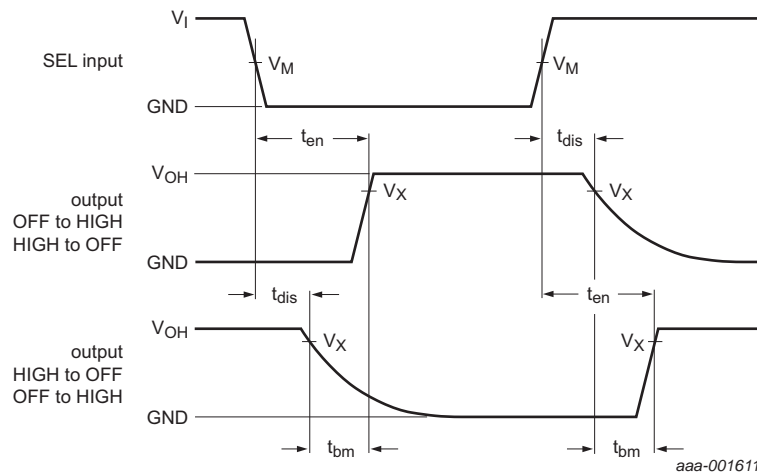 V_I
SEL input
V_M
V_M
GND
t_en
t_dis
V_OH
output
OFF to HIGH
HIGH to OFF
V_X
V_X
GND
t_dis
t_en
V_OH
output
HIGH to OFF
OFF to HIGH
V_X
V_X
GND
t_bm
t_bm
aaa-001611